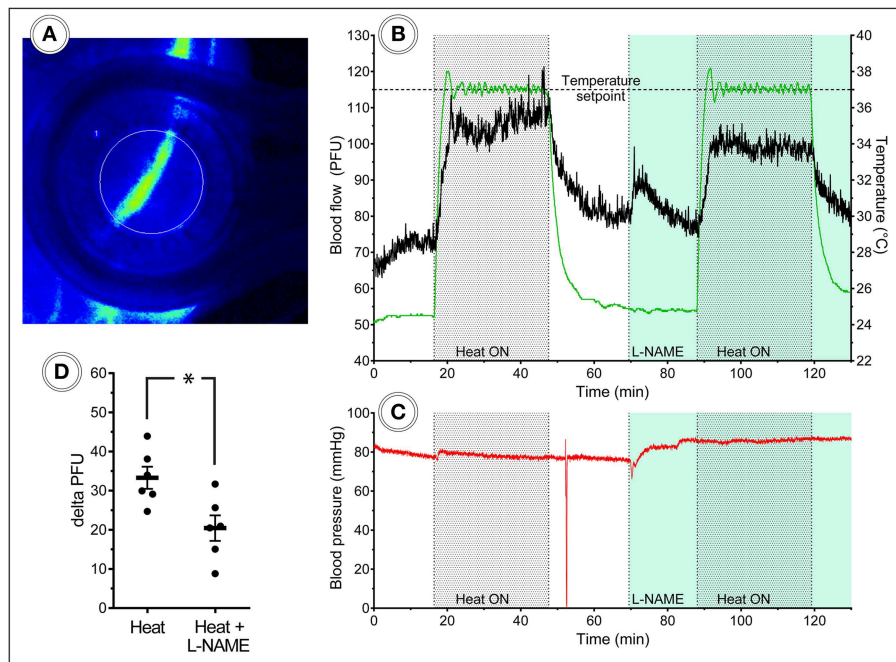 A
1
B
130
120
110
100
90
80
70
60
50
40
Blood flow (PFU)
40
38
36
34
32
30
28
26
24
22
Temperature (°C)
Temperature
setpoint
Heat ON
L-NAME
Heat ON
0 20 40 60 80 100 120
Time (min)
D
60
50
40
30
20
10
0
delta PFU
*
Heat
Heat +
L-NAME
C
100
80
60
40
20
0
Blood pressure (mmHg)
Heat ON
L-NAME
Heat ON
0 20 40 60 80 100 120
Time (min)